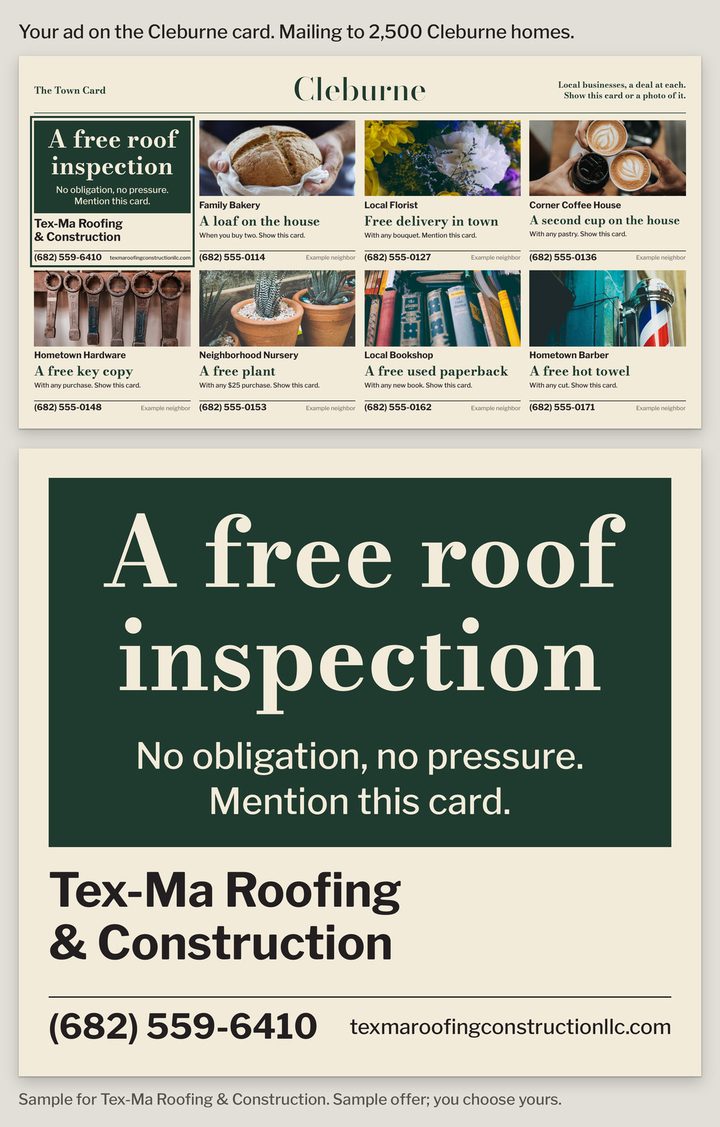 Your ad on the Cleburne card. Mailing to 2,500 Cleburne homes.
The Town Card
Cleburne
Local businesses, a deal at each.
Show this card or a photo of it.
A free roof
inspection
No obligation, no pressure.
Mention this card.
Tex-Ma Roofing
& Construction
(682) 559-6410 texmaroofingconstructionllc.com
Family Bakery
A loaf on the house
When you buy two. Show this card.
(682) 555-0114 Example neighbor
Local Florist
Free delivery in town
With any bouquet. Mention this card.
(682) 555-0127 Example neighbor
Corner Coffee House
A second cup on the house
With any pastry. Show this card.
(682) 555-0136 Example neighbor
Hometown Hardware
A free key copy
With any purchase. Show this card.
(682) 555-0148 Example neighbor
Neighborhood Nursery
A free plant
With any $25 purchase. Show this card.
(682) 555-0153 Example neighbor
Local Bookshop
A free used paperback
With any new book. Show this card.
(682) 555-0162 Example neighbor
Hometown Barber
A free hot towel
With any cut. Show this card.
(682) 555-0171 Example neighbor
A free roof
inspection
No obligation, no pressure.
Mention this card.
Tex-Ma Roofing
& Construction
(682) 559-6410 texmaroofingconstructionllc.com
Sample for Tex-Ma Roofing & Construction. Sample offer; you choose yours.